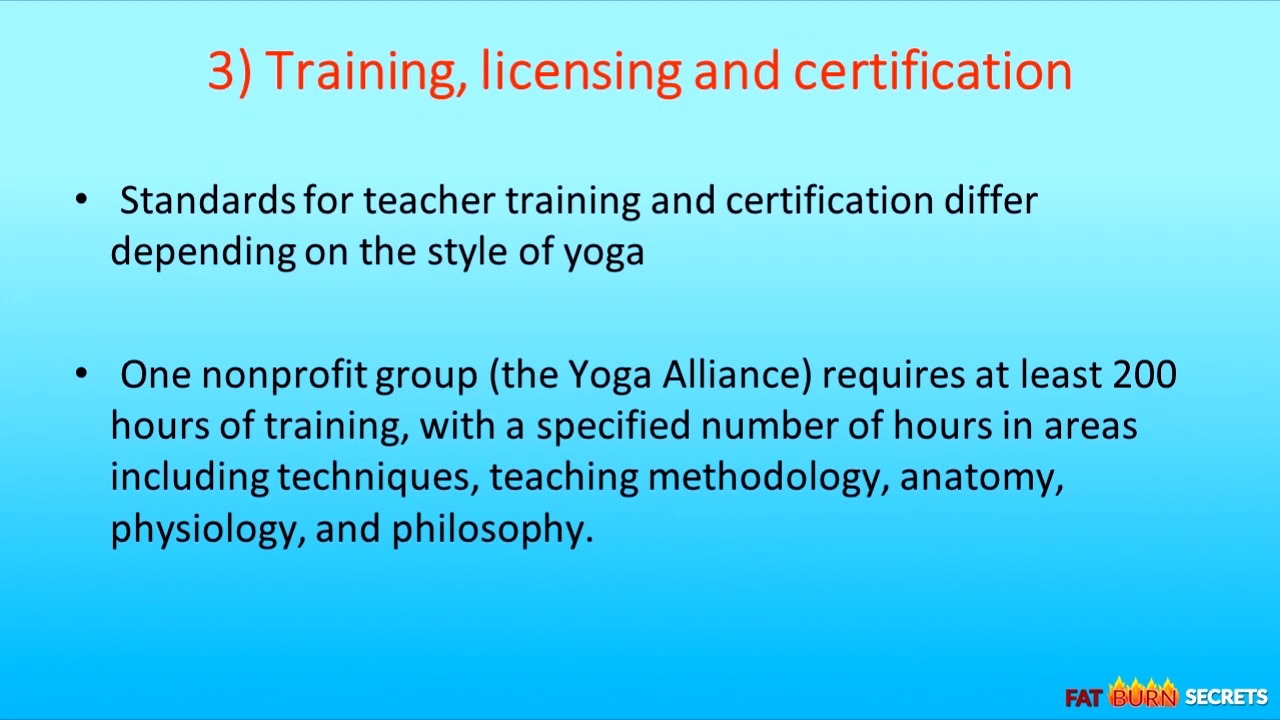 3) Training, licensing and certification
• Standards for teacher training and certification differ
depending on the style of yoga
• One nonprofit group (the Yoga Alliance) requires at least 200
hours of training, with a specified number of hours in areas
including techniques, teaching methodology, anatomy,
physiology, and philosophy.
FAT BURN SECRETS